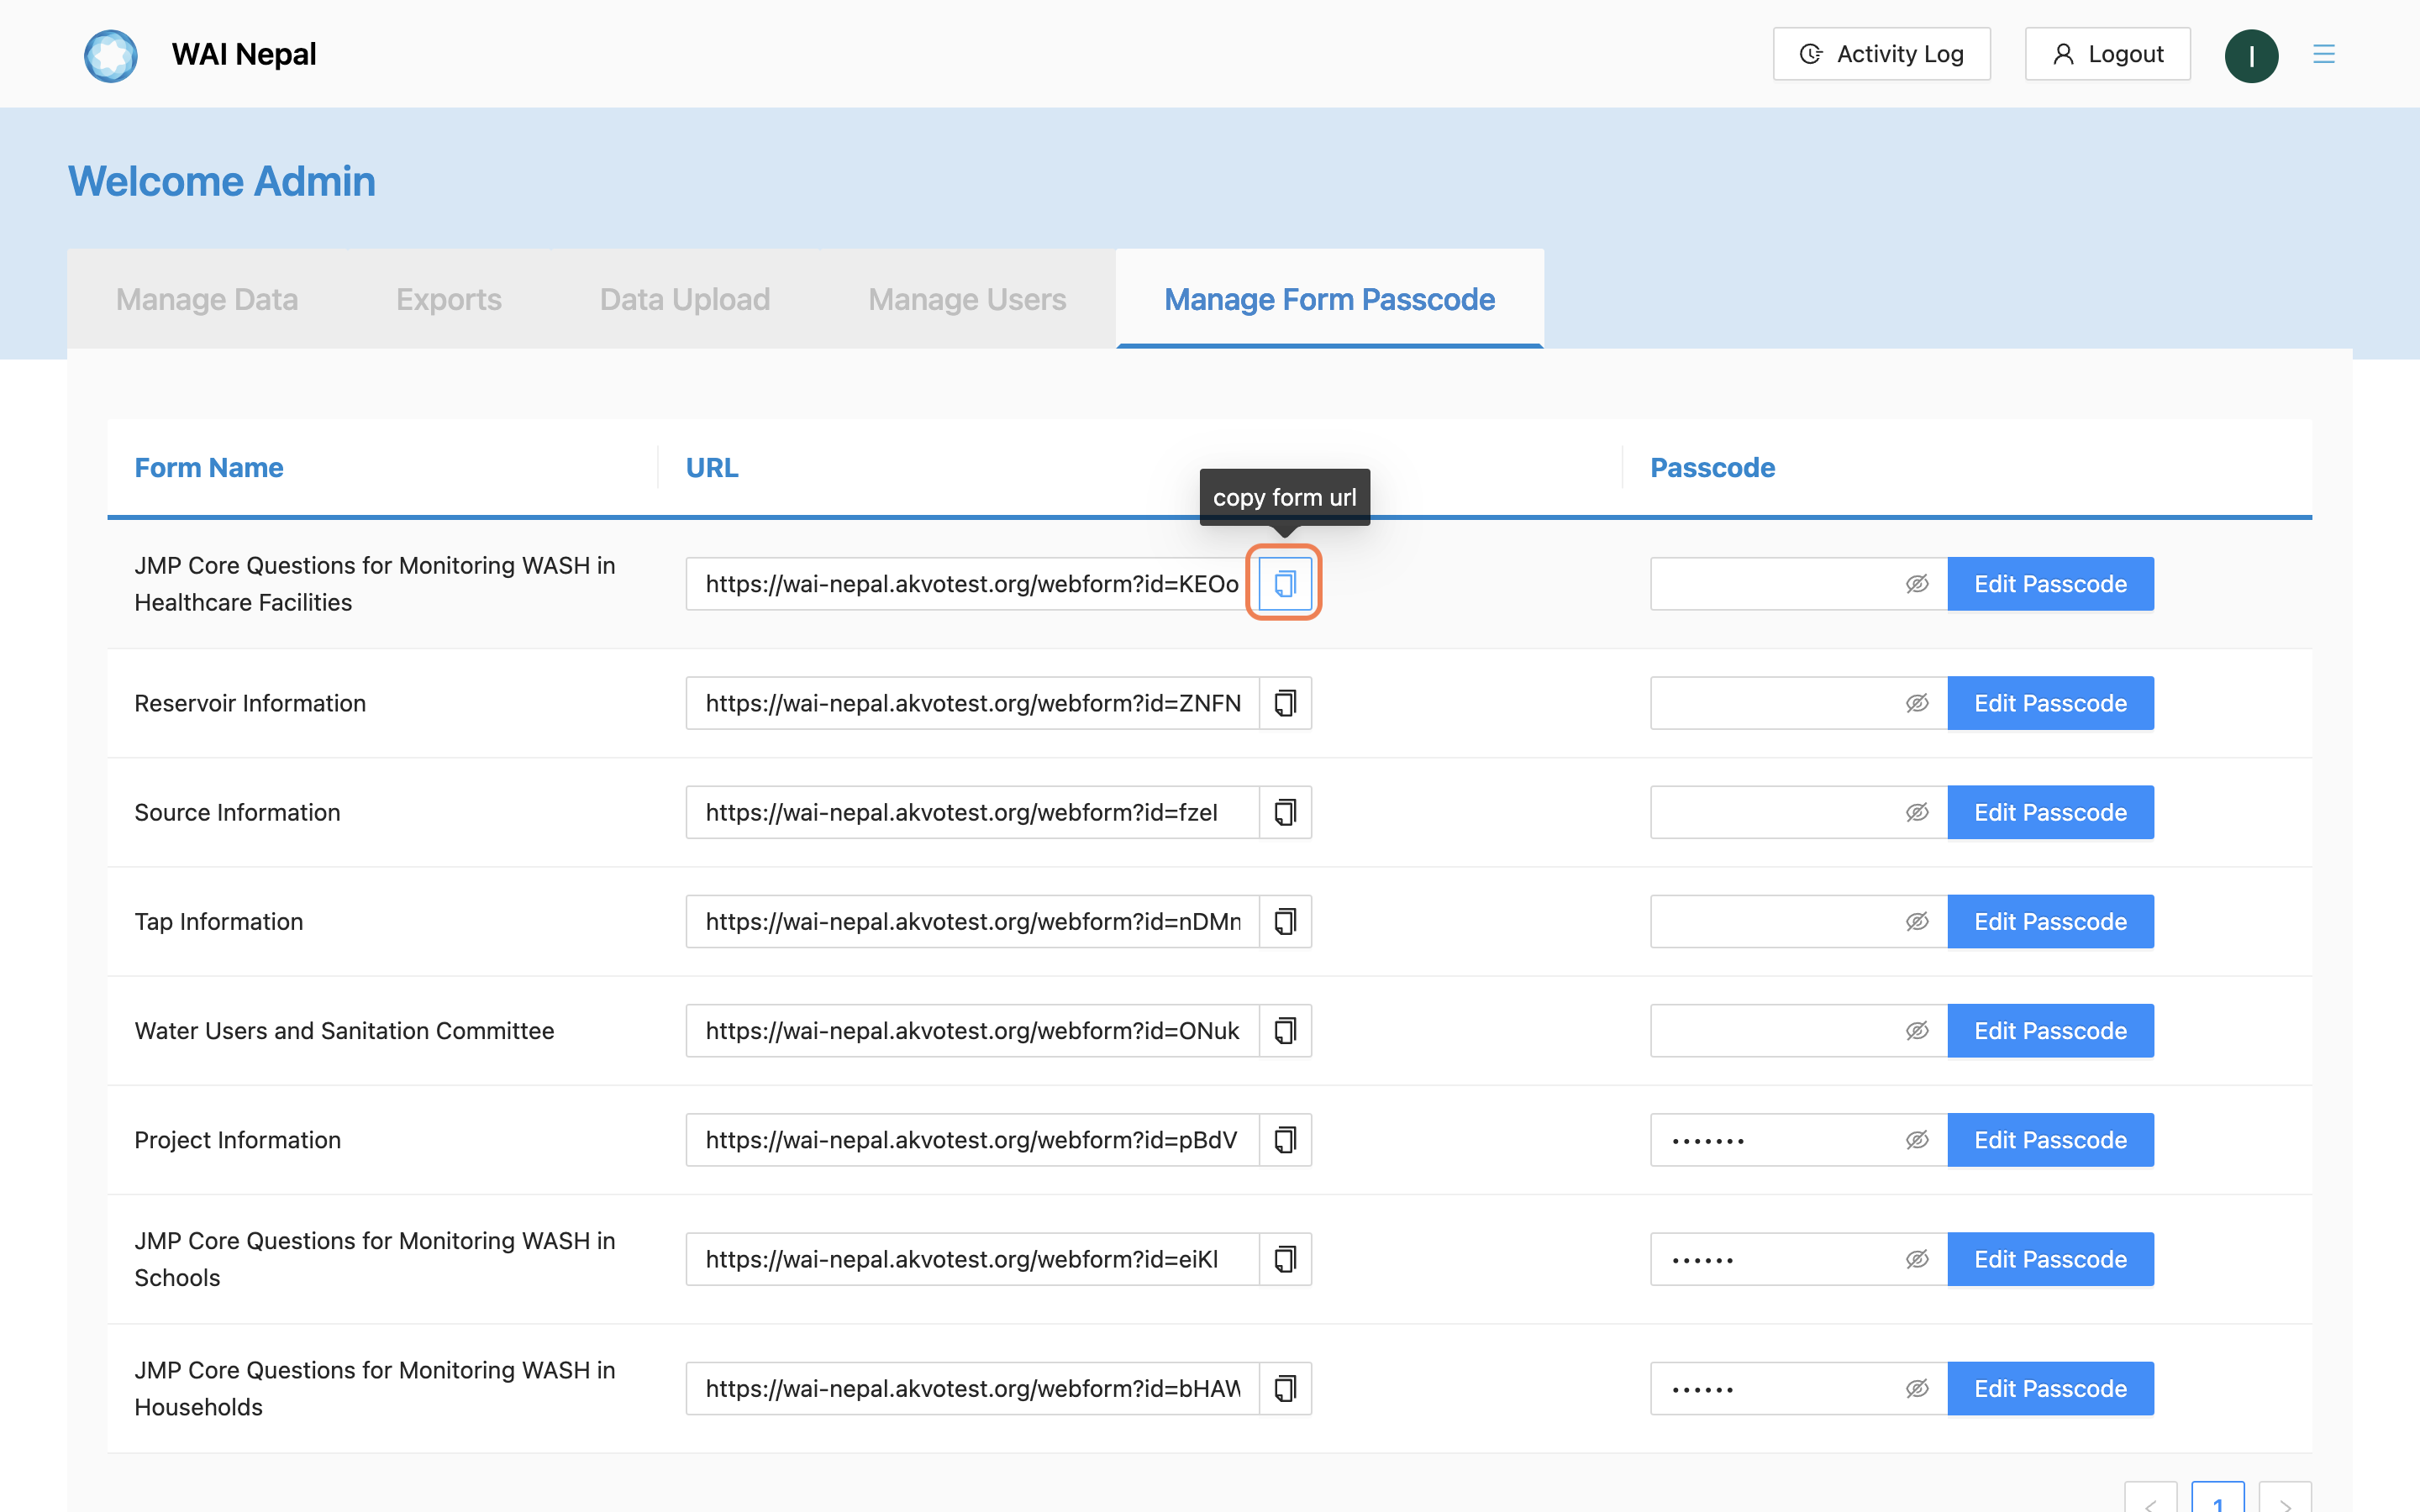 WAI Nepal
Activity Log
Logout
I
Welcome Admin
Manage Data
Exports
Data Upload
Manage Users
Manage Form Passcode
Form Name
URL
Passcode
copy form url
JMP Core Questions for Monitoring WASH in
Healthcare Facilities
https://wai-nepal.akvotest.org/webform?id=KEOo
Edit Passcode
Reservoir Information
https://wai-nepal.akvotest.org/webform?id=ZNFN
Edit Passcode
Source Information
https://wai-nepal.akvotest.org/webform?id=fzel
Edit Passcode
Tap Information
https://wai-nepal.akvotest.org/webform?id=nDMn
Edit Passcode
Water Users and Sanitation Committee
https://wai-nepal.akvotest.org/webform?id=ONuk
Edit Passcode
Project Information
https://wai-nepal.akvotest.org/webform?id=pBdV
•••••••
Edit Passcode
JMP Core Questions for Monitoring WASH in
Schools
https://wai-nepal.akvotest.org/webform?id=eiKl
••••••
Edit Passcode
JMP Core Questions for Monitoring WASH in
Households
https://wai-nepal.akvotest.org/webform?id=bHAW
••••••
Edit Passcode
1